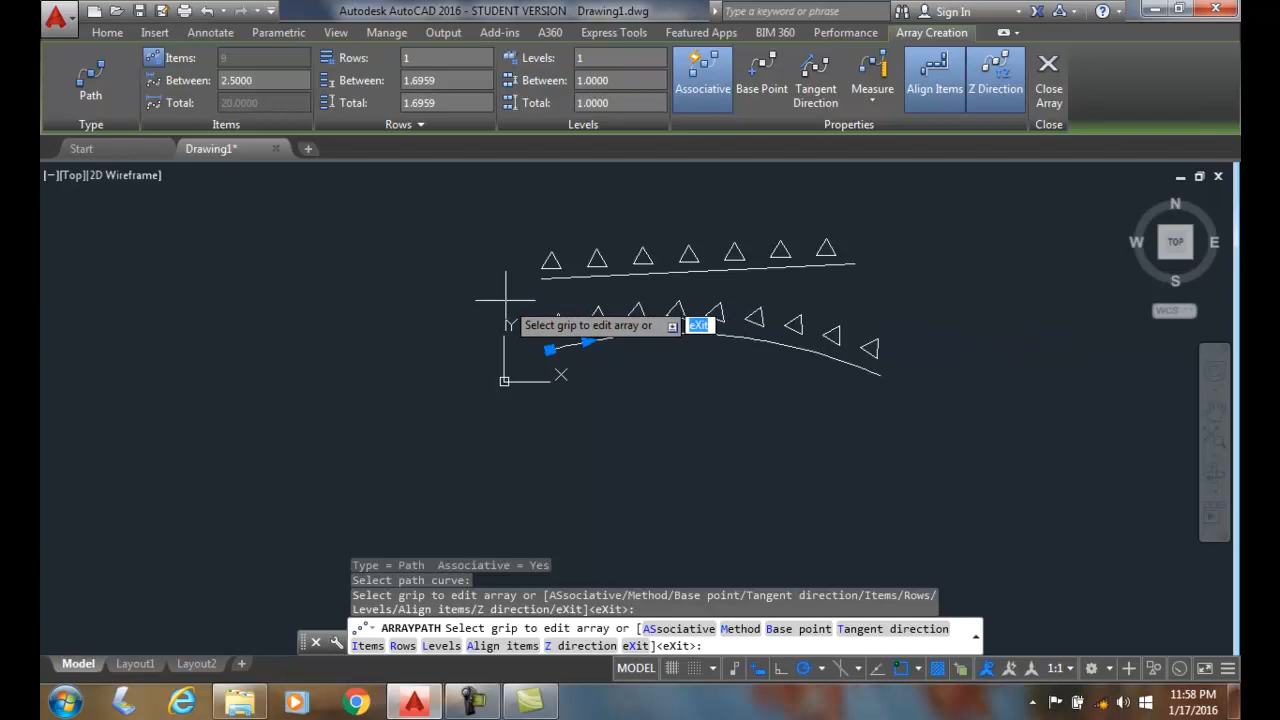 Autodesk AutoCAD 2016 - STUDENT VERSION Drawing1.dwg
Type a keyword or phrase
Sign In
Home Insert Annotate Parametric View Manage Output Add-ins A360 Express Tools Featured Apps BIM 360 Performance Array Creation
Items: 9 Rows: 1 Levels: 1
Between: 2.5000 Between: 1.6959 Between: 1.0000
Total: 20.0000 Total: 1.6959 Total: 1.0000
Path
Associative Base Point Tangent Direction Measure Align Items Z Direction Close Array
Type Items Rows Levels Properties Close
Start Drawing1*
[−][Top][2D Wireframe]
N
W TOP E
S
WCS
Y
Select grip to edit array or eXit
X
Type = Path Associative = Yes
Select path curve:
Select grip to edit array or [ASsociative/Method/Base point/Tangent direction/Items/Rows/
Levels/Align items/Z direction/eXit]<eXit>:
ARRAYPATH Select grip to edit array or [ASsociative Method Base point Tangent direction
Items Rows Levels Align items Z direction eXit]<eXit>:
Model Layout1 Layout2
MODEL 1:1
11:58 PM
1/17/2016